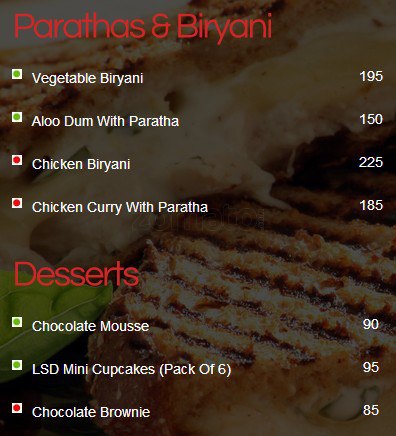 Parathas & Biryani
Vegetable Biryani 195
Aloo Dum With Paratha 150
Chicken Biryani 225
Chicken Curry With Paratha 185
Desserts
Chocolate Mousse 90
LSD Mini Cupcakes (Pack Of 6) 95
Chocolate Brownie 85